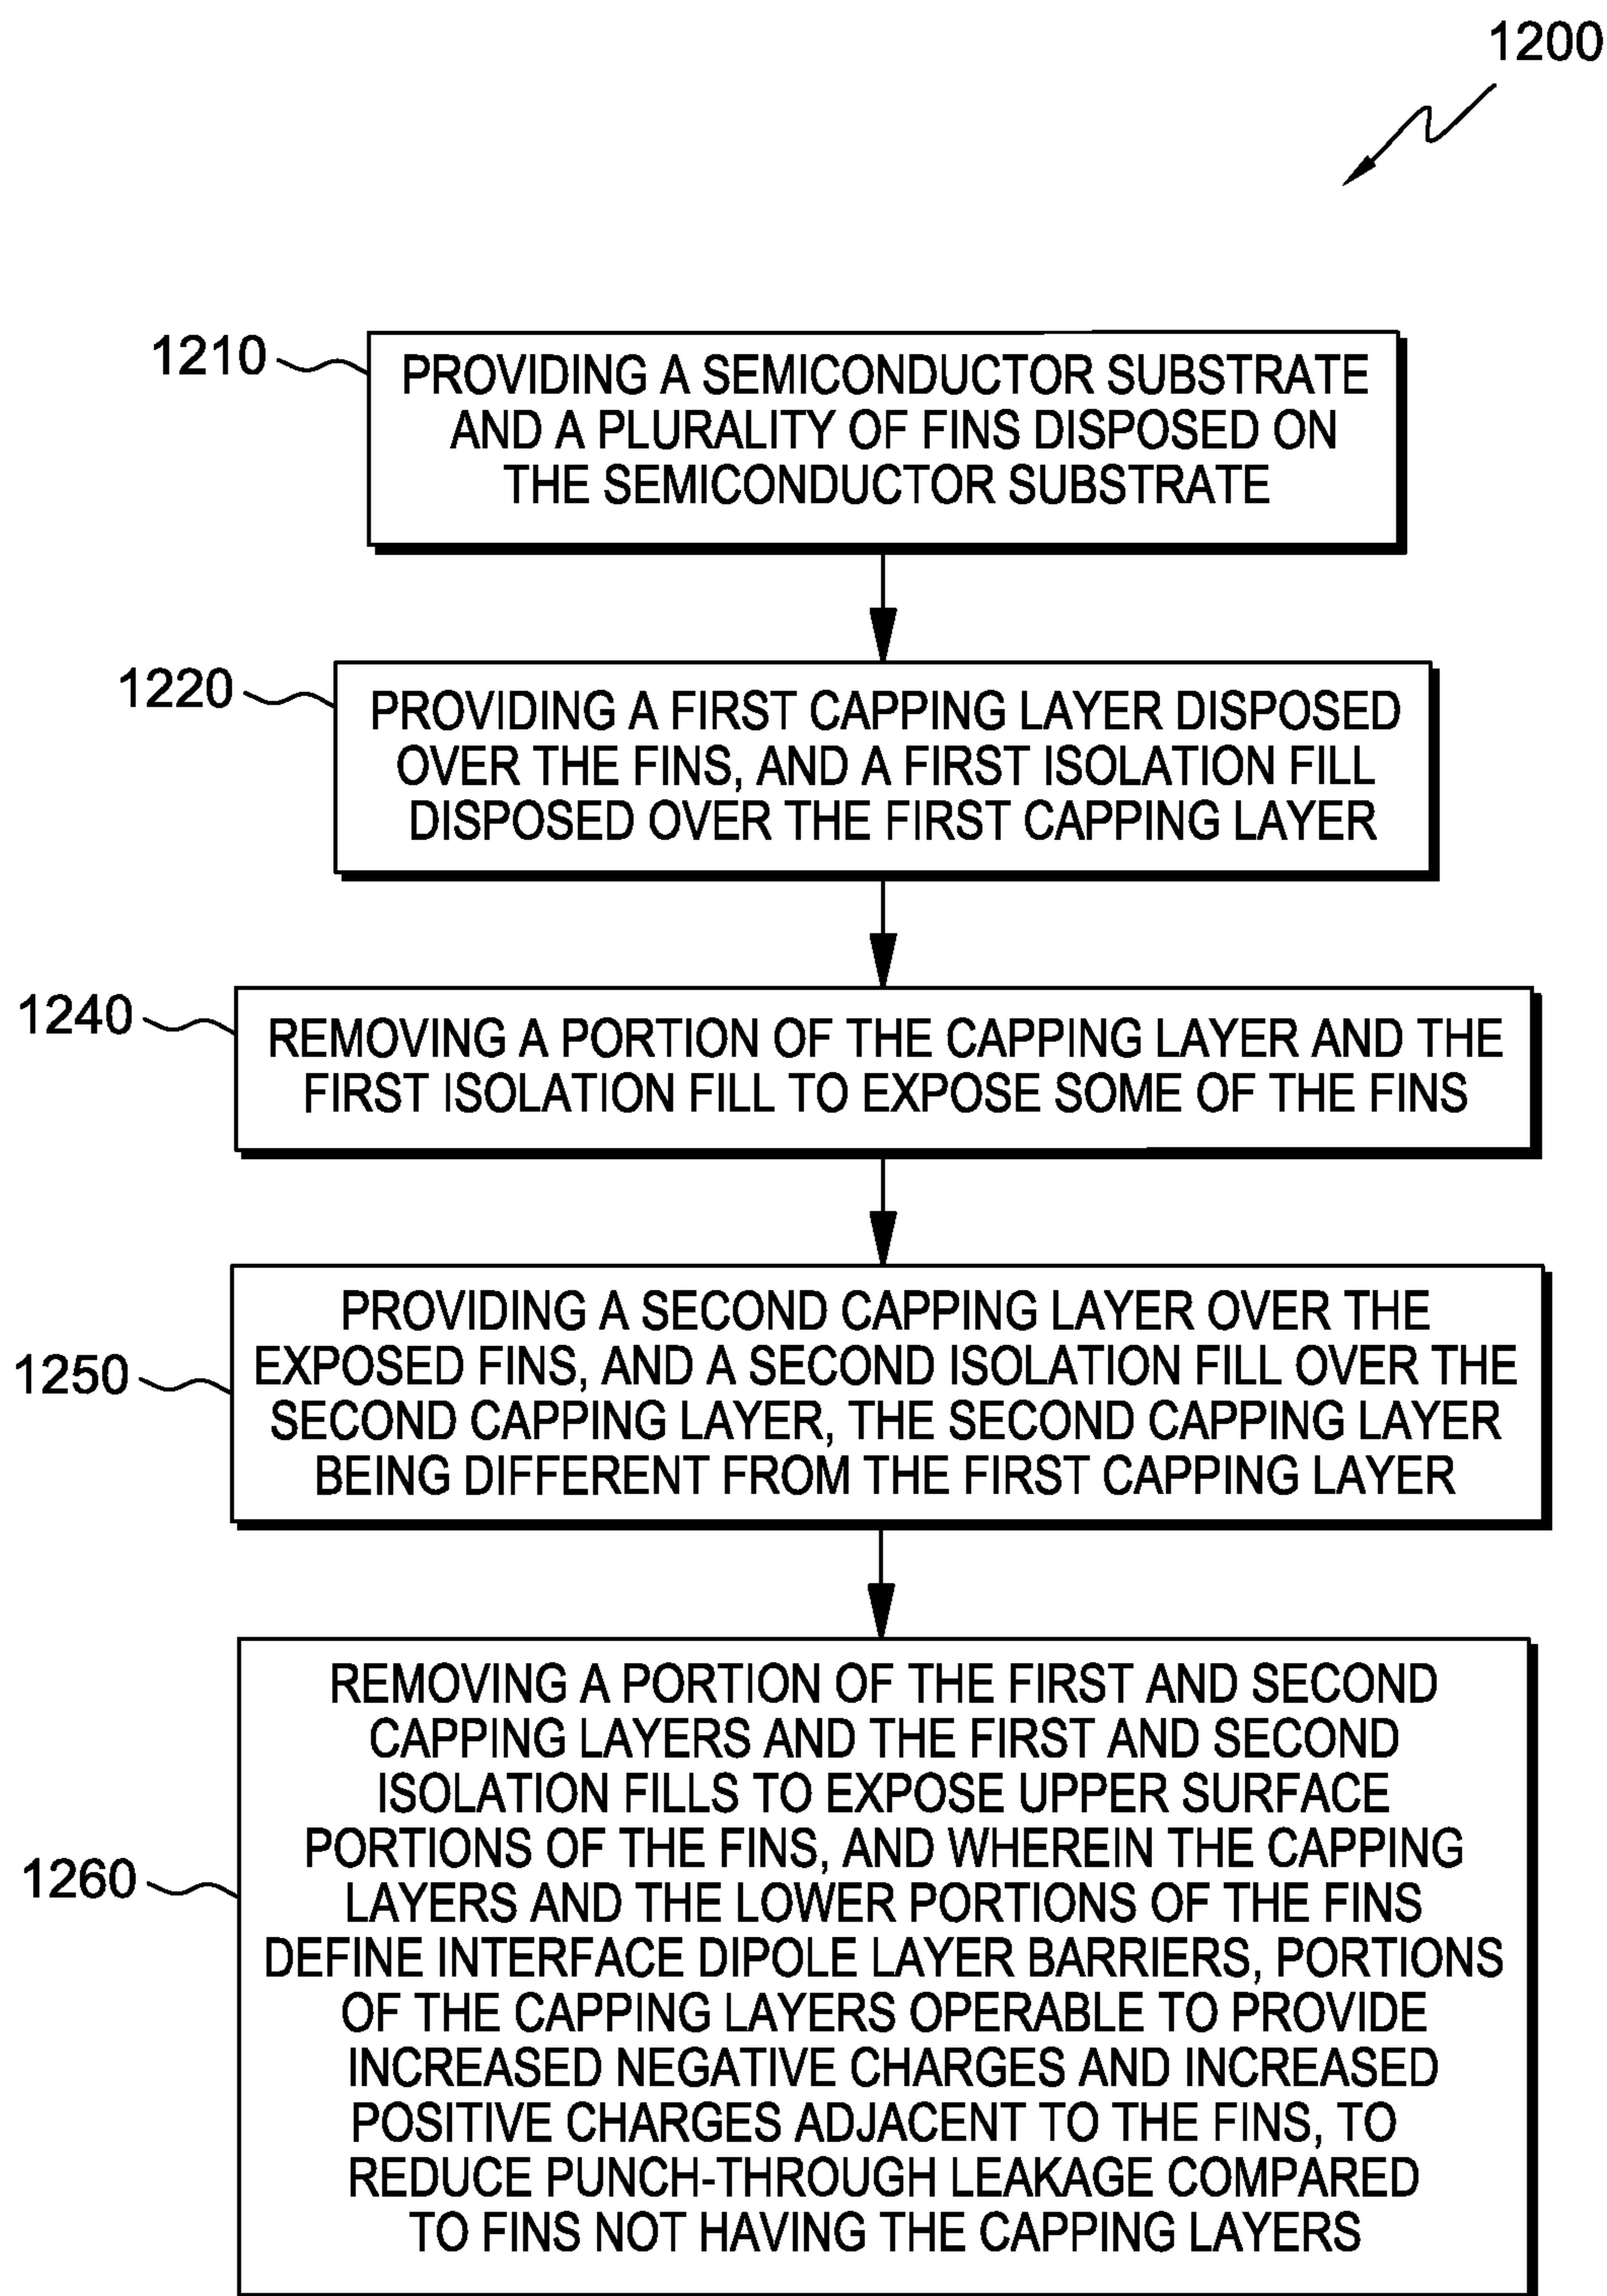 1200
1210
PROVIDING A SEMICONDUCTOR SUBSTRATE
AND A PLURALITY OF FINS DISPOSED ON
THE SEMICONDUCTOR SUBSTRATE
1220
PROVIDING A FIRST CAPPING LAYER DISPOSED
OVER THE FINS, AND A FIRST ISOLATION FILL
DISPOSED OVER THE FIRST CAPPING LAYER
1240
REMOVING A PORTION OF THE CAPPING LAYER AND THE
FIRST ISOLATION FILL TO EXPOSE SOME OF THE FINS
1250
PROVIDING A SECOND CAPPING LAYER OVER THE
EXPOSED FINS, AND A SECOND ISOLATION FILL OVER THE
SECOND CAPPING LAYER, THE SECOND CAPPING LAYER
BEING DIFFERENT FROM THE FIRST CAPPING LAYER
1260
REMOVING A PORTION OF THE FIRST AND SECOND
CAPPING LAYERS AND THE FIRST AND SECOND
ISOLATION FILLS TO EXPOSE UPPER SURFACE
PORTIONS OF THE FINS, AND WHEREIN THE CAPPING
LAYERS AND THE LOWER PORTIONS OF THE FINS
DEFINE INTERFACE DIPOLE LAYER BARRIERS, PORTIONS
OF THE CAPPING LAYERS OPERABLE TO PROVIDE
INCREASED NEGATIVE CHARGES AND INCREASED
POSITIVE CHARGES ADJACENT TO THE FINS, TO
REDUCE PUNCH-THROUGH LEAKAGE COMPARED
TO FINS NOT HAVING THE CAPPING LAYERS